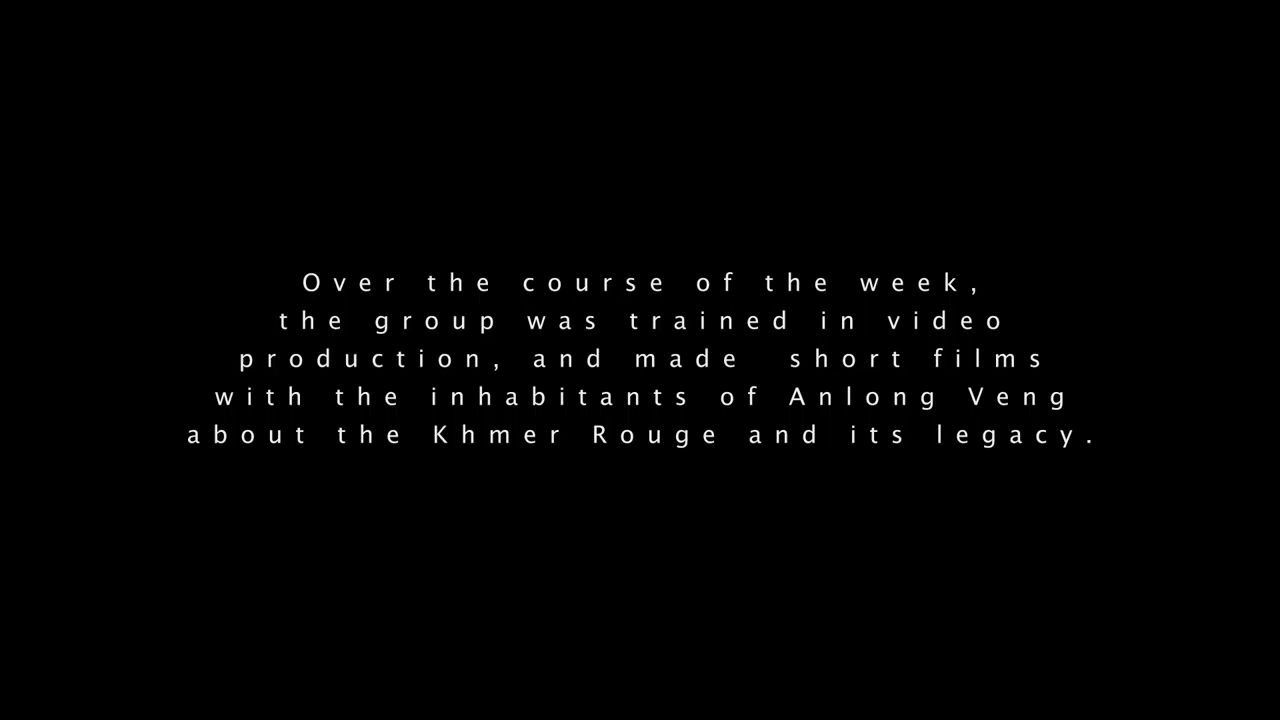 Over the course of the week,
the group was trained in video
production, and made short films
with the inhabitants of Anlong Veng
about the Khmer Rouge and its legacy.